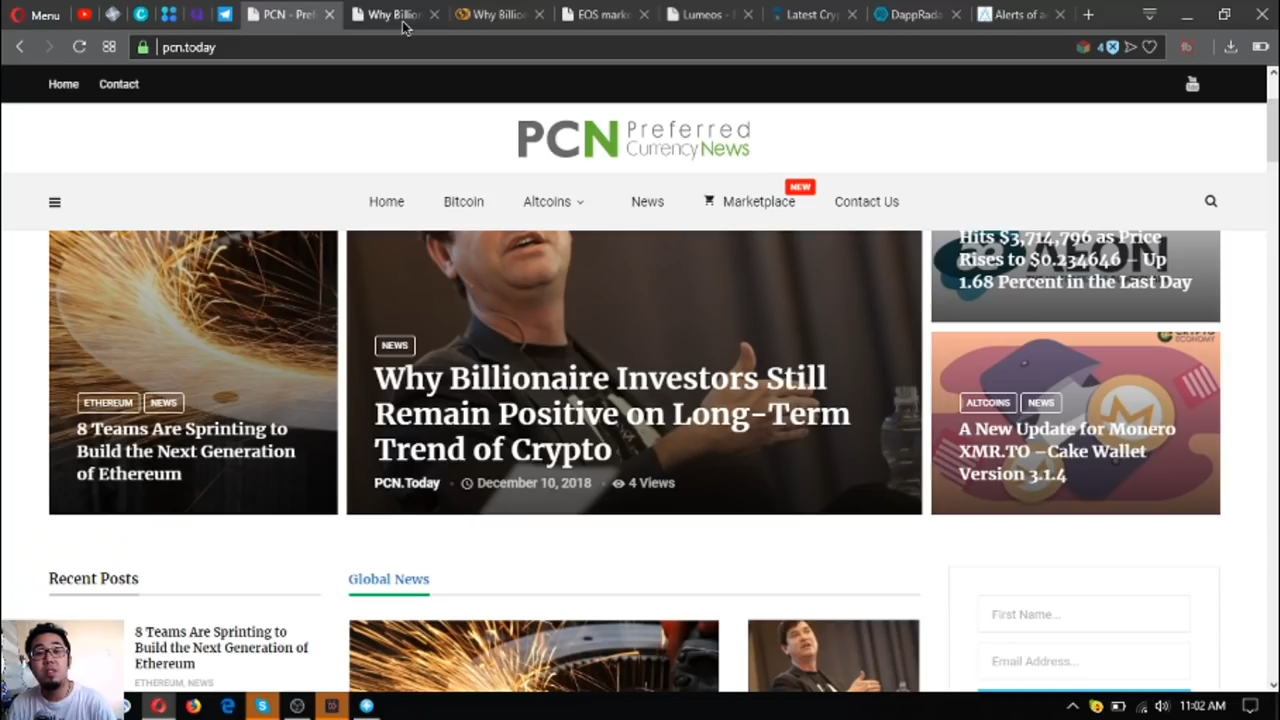 Menu
PCN - Pref
Why Billion
Why Billio
EOS mark
Lumeos -
Latest Cry
DappRada
Alerts of a
pcn.today
4
Home
Contact
PCN Preferred
CurrencyNews
NEW
Home
Bitcoin
Altcoins
News
Marketplace
Contact Us
ETHEREUM
NEWS
8 Teams Are Sprinting to
Build the Next Generation
of Ethereum
NEWS
Why Billionaire Investors Still
Remain Positive on Long-Term
Trend of Crypto
PCN.Today
December 10, 2018
4 Views
Hits $3,714,796 as Price
Rises to $0.234646 – Up
1.68 Percent in the Last Day
CRYPTO
ECONOMY
ALTCOINS
NEWS
A New Update for Monero
XMR.TO –Cake Wallet
Version 3.1.4
Recent Posts
8 Teams Are Sprinting to
Build the Next Generation of
Ethereum
ETHEREUM, NEWS
Global News
First Name...
Email Address...
11:02 AM